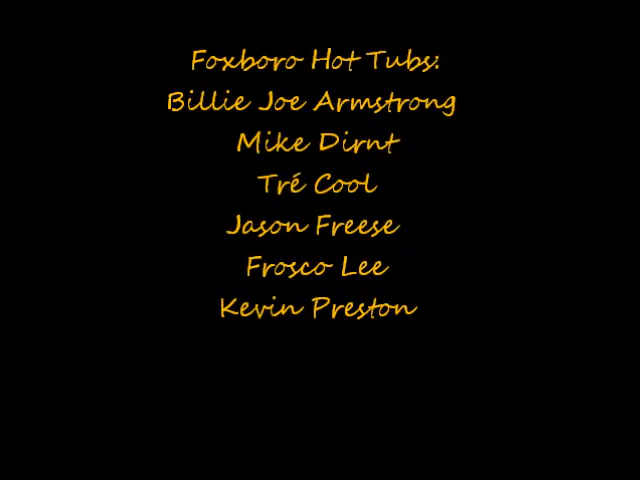 Foxboro Hot Tubs:
Billie Joe Armstrong
Mike Dirnt
Tré Cool
Jason Freese
Frosco Lee
Kevin Preston